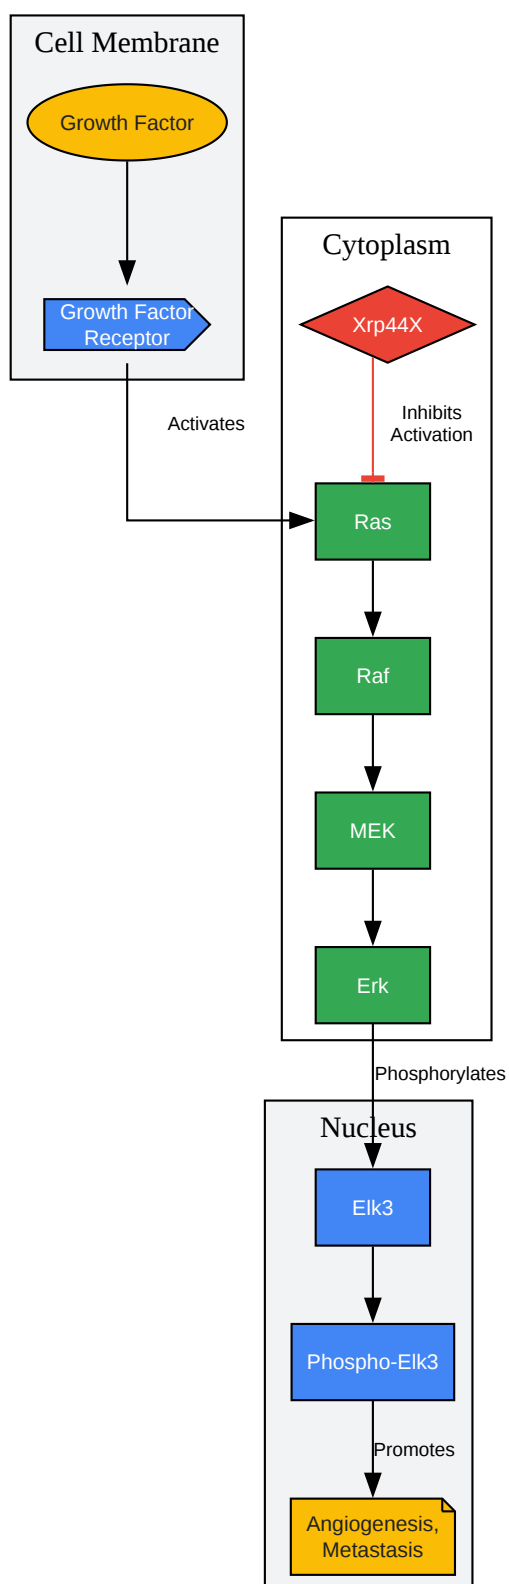 Cell Membrane
Growth Factor
Growth Factor
Receptor
Activates
Cytoplasm
Xrp44X
Inhibits
Activation
Ras
Raf
MEK
Erk
Phosphorylates
Nucleus
Elk3
Phospho-Elk3
Promotes
Angiogenesis,
Metastasis